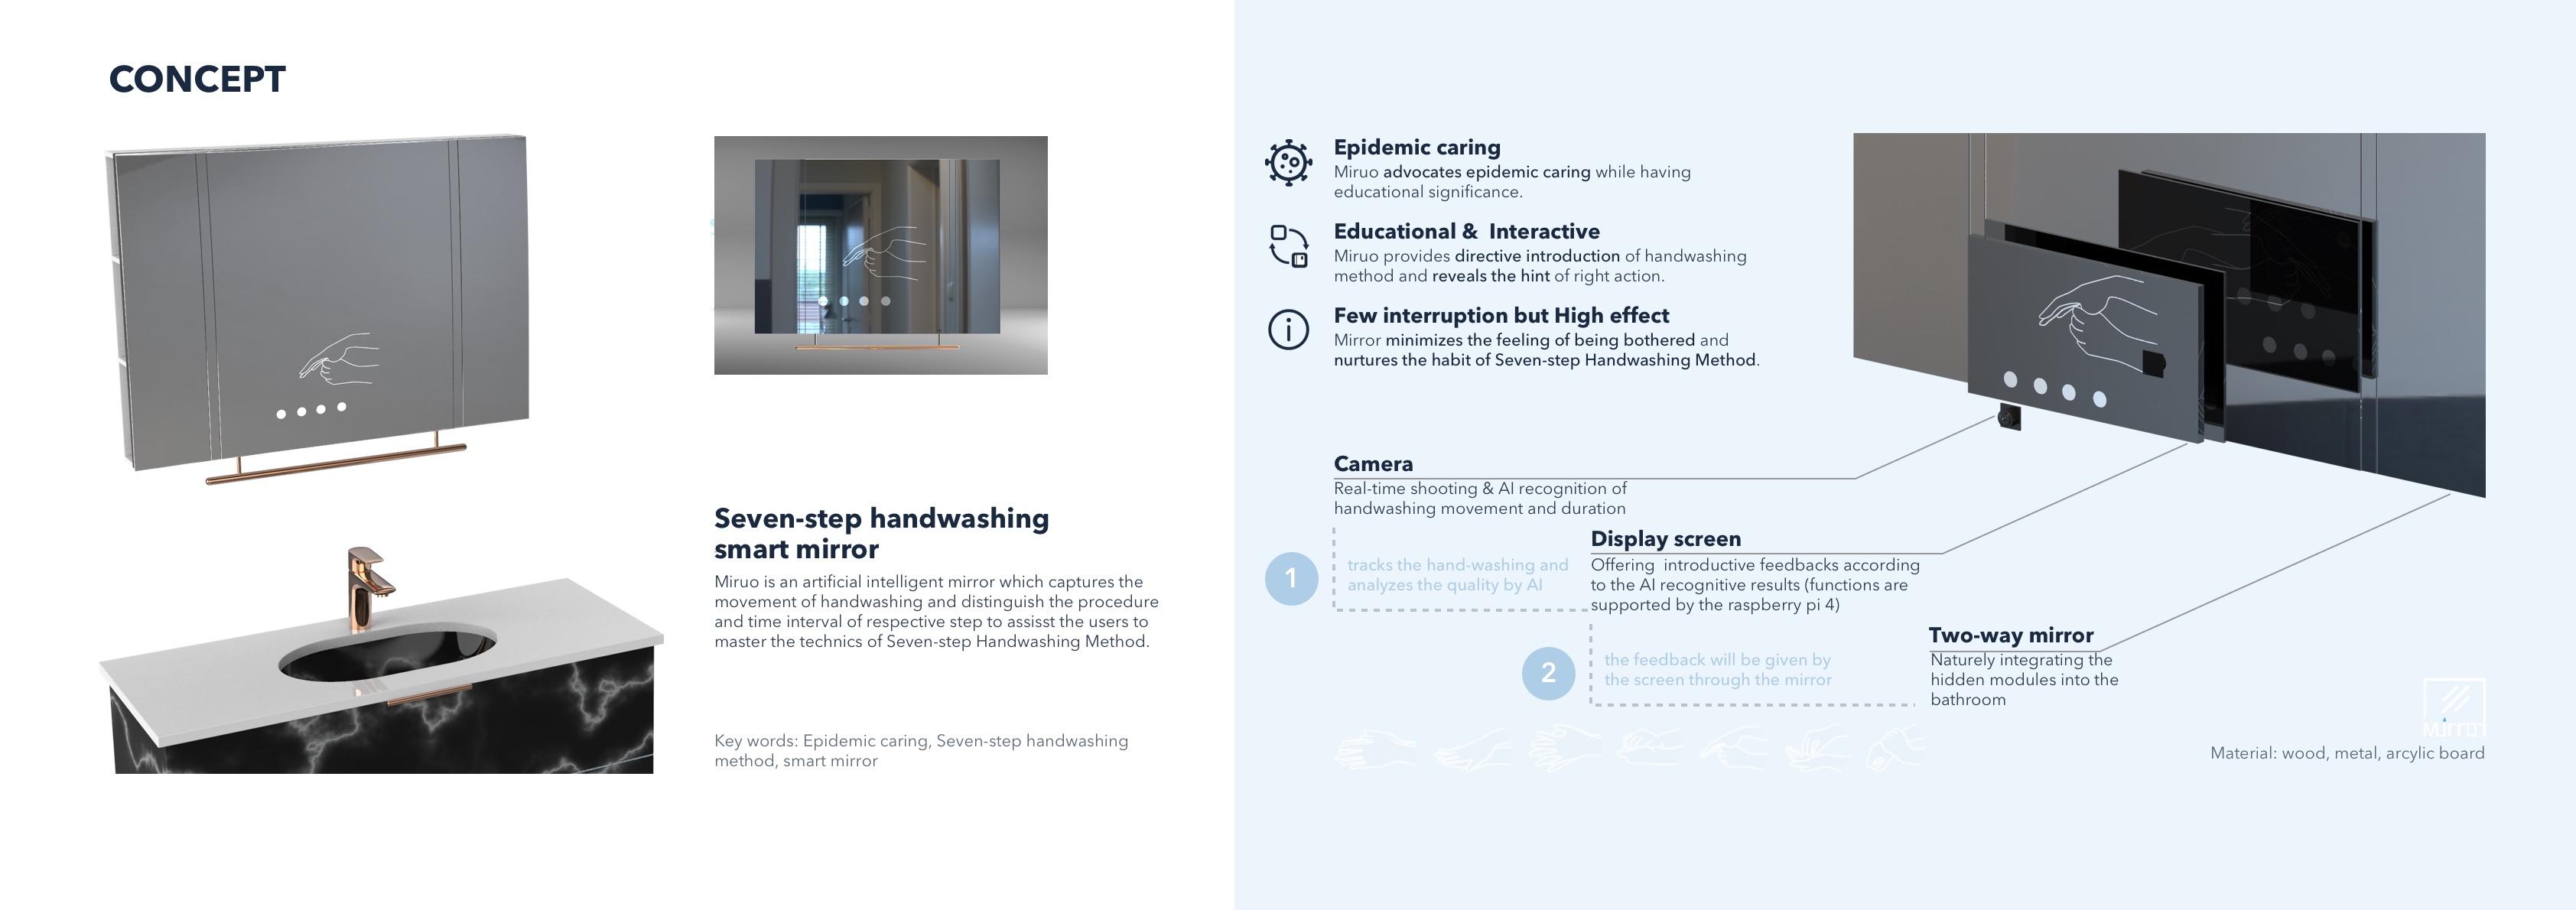 CONCEPT
Seven-step handwashing
smart mirror
Miruo is an artificial intelligent mirror which captures the
movement of handwashing and distinguish the procedure
and time interval of respective step to assisst the users to
master the technics of Seven-step Handwashing Method.
Key words: Epidemic caring, Seven-step handwashing
method, smart mirror
Epidemic caring
Miruo advocates epidemic caring while having
educational significance.
Educational & Interactive
Miruo provides directive introduction of handwashing
method and reveals the hint of right action.
Few interruption but High effect
Mirror minimizes the feeling of being bothered and
nurtures the habit of Seven-step Handwashing Method.
Camera
Real-time shooting & AI recognition of
handwashing movement and duration
1
tracks the hand-washing and
analyzes the quality by AI
Display screen
Offering introductive feedbacks according
to the AI recognitive results (functions are
supported by the raspberry pi 4)
2
the feedback will be given by
the screen through the mirror
Two-way mirror
Naturely integrating the
hidden modules into the
bathroom
Material: wood, metal, arcylic board